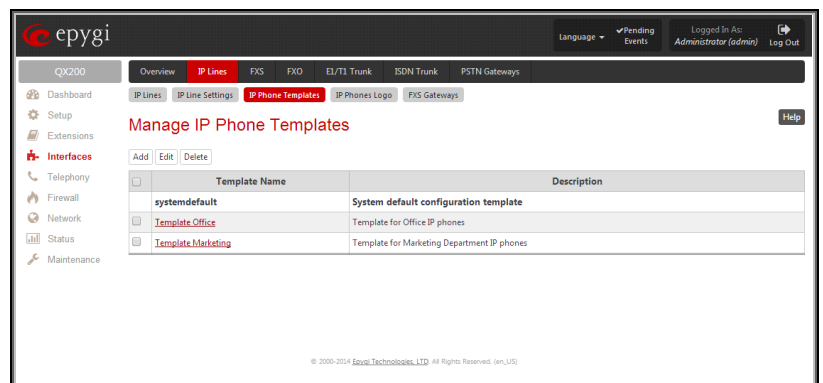 epygi
Language
Pending Events
Logged In As:
Administrator (admin)
Log Out
QX200
Overview IP Lines FXS FXO E1/T1 Trunk ISDN Trunk PSTN Gateways
Dashboard
Setup
Extensions
Interfaces
Telephony
Firewall
Network
Status
Maintenance
IP Lines IP Line Settings IP Phone Templates IP Phones Logo FXS Gateways
Manage IP Phone Templates
Help
Add Edit Delete
Template Name Description
systemdefault System default configuration template
Template Office Template for Office IP phones
Template Marketing Template for Marketing Department IP phones
© 2000-2014 Epygi Technologies, LTD. All Rights Reserved. (en_US)